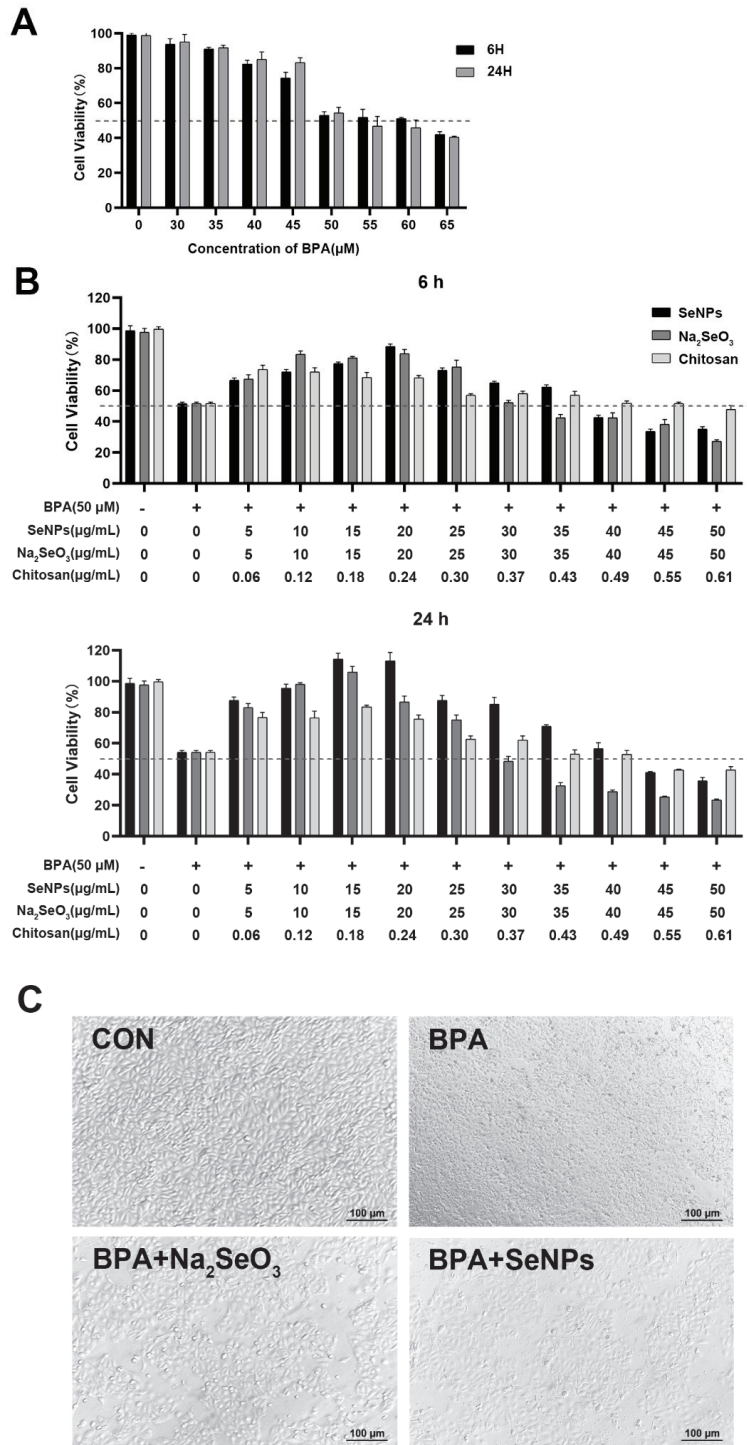 A
100
80
60
40
20
0
Cell Viability(%)
6H
24H
0 30 35 40 45 50 55 60 65
Concentration of BPA(μM)
B
6 h
120
100
80
60
40
20
0
Cell Viability(%)
SeNPs
Na₂SeO₃
Chitosan
BPA(50 μM) - + + + + + + + + + + +
SeNPs(μg/mL) 0 0 5 10 15 20 25 30 35 40 45 50
Na₂SeO₃(μg/mL) 0 0 5 10 15 20 25 30 35 40 45 50
Chitosan(μg/mL) 0 0 0.06 0.12 0.18 0.24 0.30 0.37 0.43 0.49 0.55 0.61
24 h
120
100
80
60
40
20
0
Cell Viability(%)
BPA(50 μM) - + + + + + + + + + + +
SeNPs(μg/mL) 0 0 5 10 15 20 25 30 35 40 45 50
Na₂SeO₃(μg/mL) 0 0 5 10 15 20 25 30 35 40 45 50
Chitosan(μg/mL) 0 0 0.06 0.12 0.18 0.24 0.30 0.37 0.43 0.49 0.55 0.61
C
CON
100 μm
BPA
100 μm
BPA+Na₂SeO₃
100 μm
BPA+SeNPs
100 μm